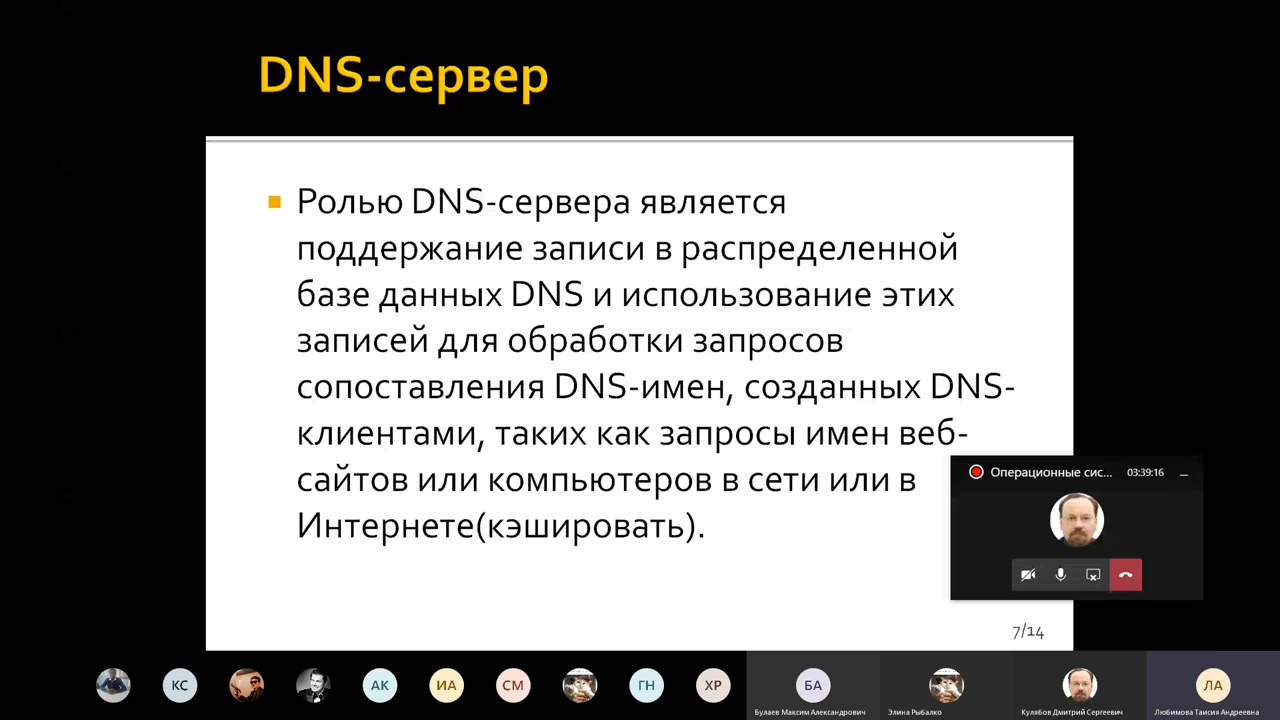 DNS-сервер
Ролью DNS-сервера является
поддержание записи в распределенной
базе данных DNS и использование этих
записей для обработки запросов
сопоставления DNS-имен, созданных DNS-
клиентами, таких как запросы имен веб-
сайтов или компьютеров в сети или в
Интернете(кэшировать).
Операционные сис... 03:39:16
7/14
КС АК ИА СМ ГН ХР БА ЛА
Булаев Максим Александрович Элина Рыбалко Кулябов Дмитрий Сергеевич Любимова Таисия Андреевна